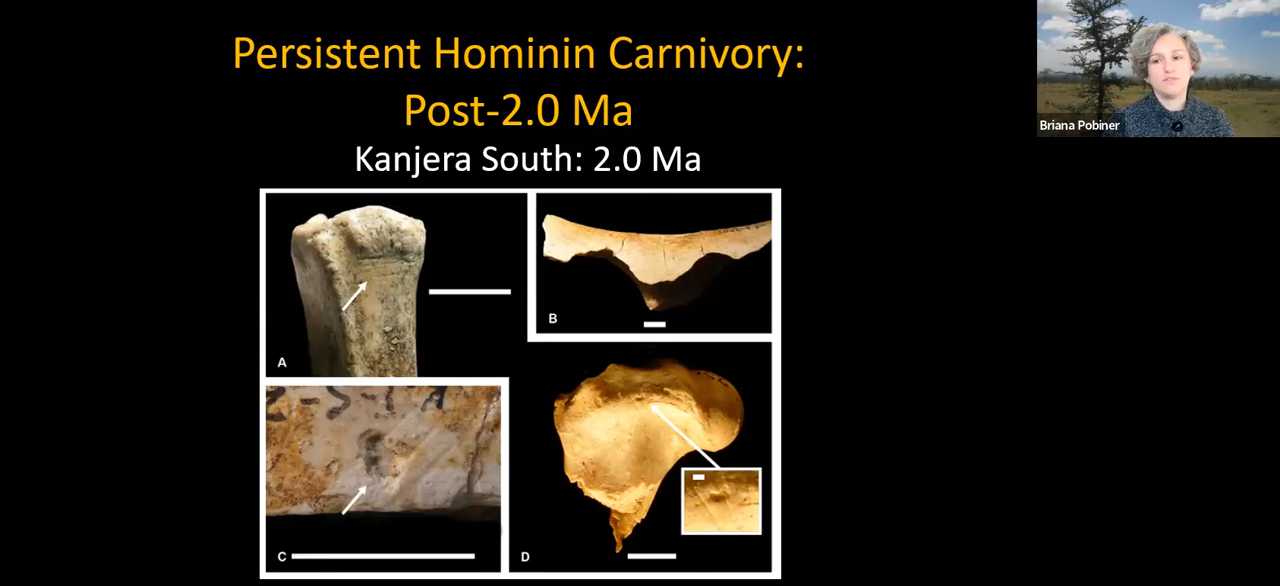 Persistent Hominin Carnivory:
Post-2.0 Ma
Kanjera South: 2.0 Ma
Briana Pobiner
A
B
C
D